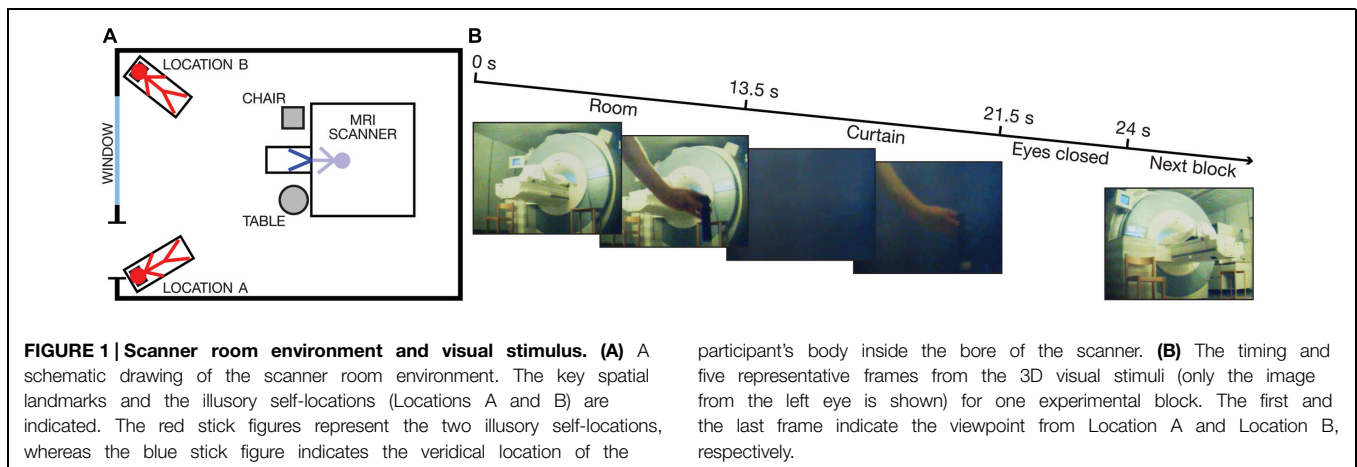 A
LOCATION B
CHAIR
MRI
SCANNER
WINDOW
TABLE
LOCATION A
B
0 s
13.5 s
21.5 s
24 s
Room
Curtain
Eyes closed
Next block
FIGURE 1 | Scanner room environment and visual stimulus. (A) A
schematic drawing of the scanner room environment. The key spatial
landmarks and the illusory self-locations (Locations A and B) are
indicated. The red stick figures represent the two illusory self-locations,
whereas the blue stick figure indicates the veridical location of the
participant's body inside the bore of the scanner. (B) The timing and
five representative frames from the 3D visual stimuli (only the image
from the left eye is shown) for one experimental block. The first and
the last frame indicate the viewpoint from Location A and Location B,
respectively.